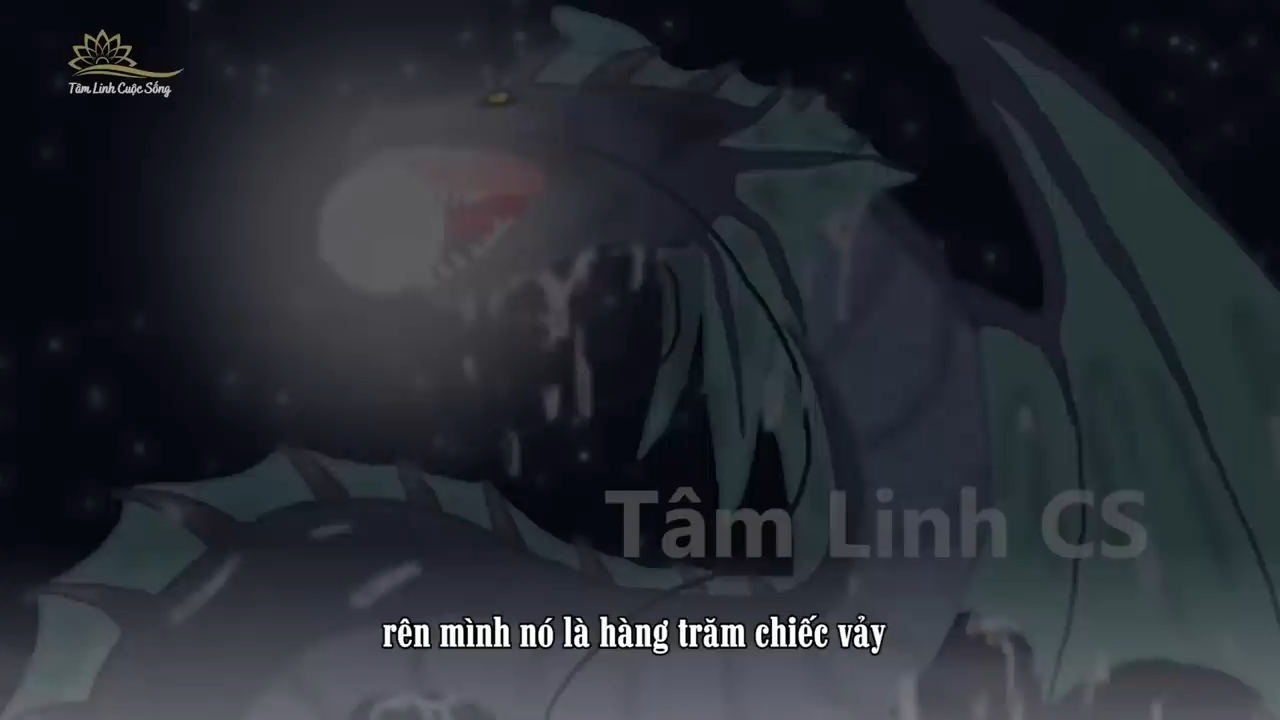 Tâm Linh Cuộc Sống
Tâm Linh CS
rên mình nó là hàng trăm chiếc vảy